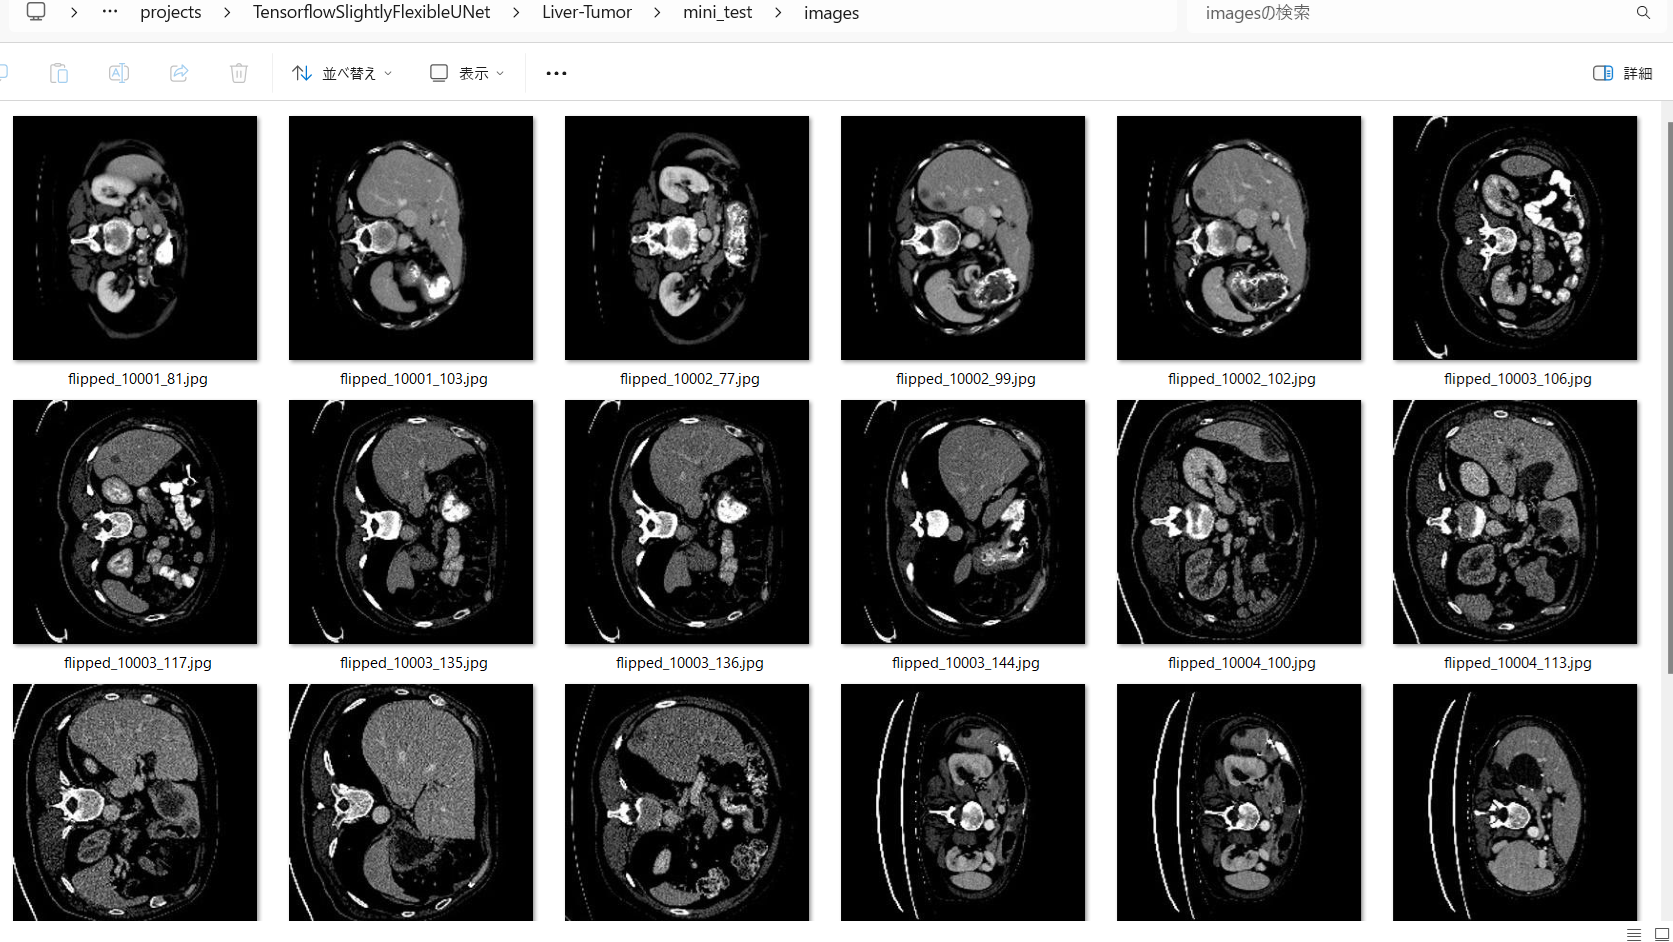 projects > TensorflowSlightlyFlexibleUNet > Liver-Tumor > mini_test > images
imagesの検索
並べ替え
表示
詳細
flipped_10001_81.jpg
flipped_10001_103.jpg
flipped_10002_77.jpg
flipped_10002_99.jpg
flipped_10002_102.jpg
flipped_10003_106.jpg
flipped_10003_117.jpg
flipped_10003_135.jpg
flipped_10003_136.jpg
flipped_10003_144.jpg
flipped_10004_100.jpg
flipped_10004_113.jpg